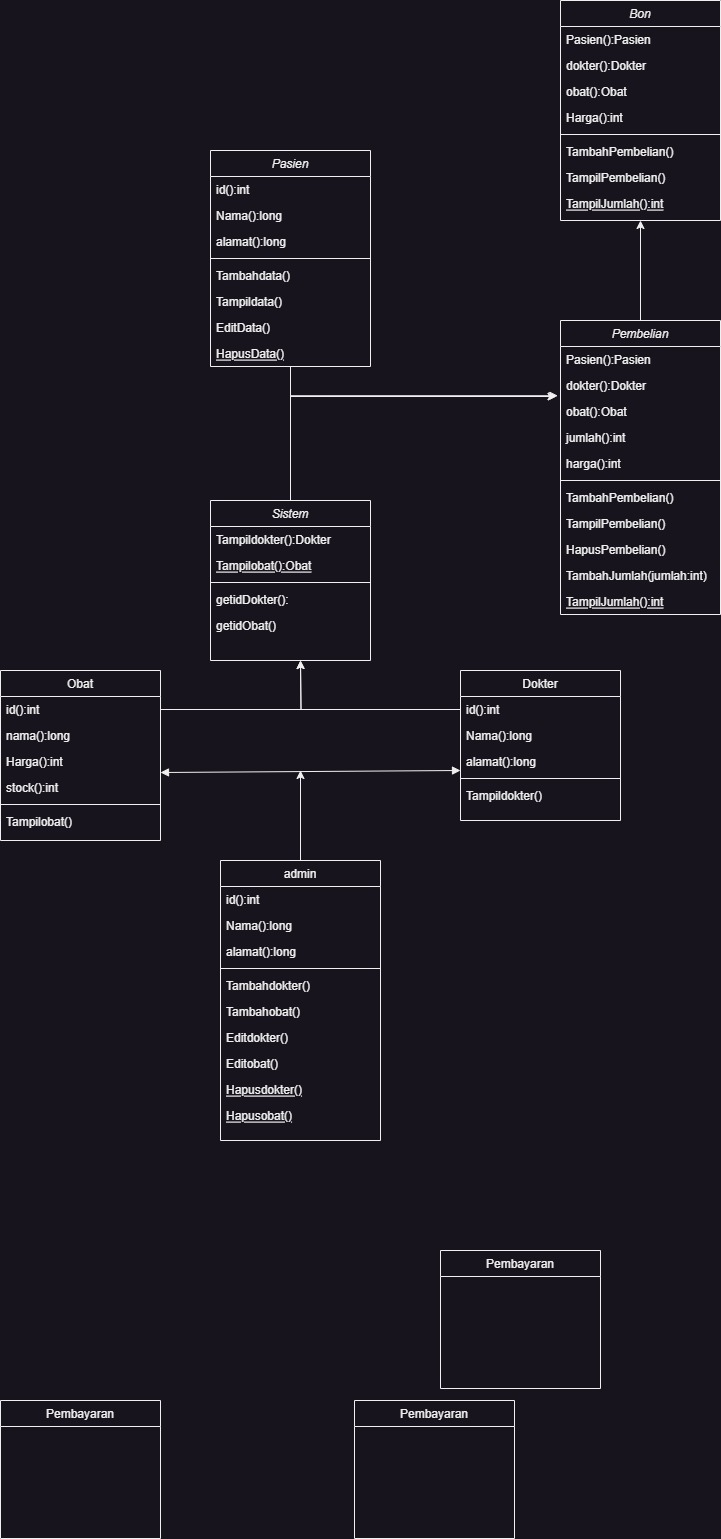 Bon
Pasien():Pasien
dokter():Dokter
obat():Obat
Harga():int
TambahPembelian()
TampilPembelian()
TampilJumlah():int
Pasien
id():int
Nama():long
alamat():long
Tambahdata()
Tampildata()
EditData()
HapusData()
Pembelian
Pasien():Pasien
dokter():Dokter
obat():Obat
jumlah():int
harga():int
TambahPembelian()
TampilPembelian()
HapusPembelian()
TambahJumlah(jumlah:int)
TampilJumlah():int
Sistem
Tampildokter():Dokter
Tampilobat():Obat
getidDokter():
getidObat()
Obat
id():int
nama():long
Harga():int
stock():int
Tampilobat()
Dokter
id():int
Nama():long
alamat():long
Tampildokter()
admin
id():int
Nama():long
alamat():long
Tambahdokter()
Tambahobat()
Editdokter()
Editobat()
Hapusdokter()
Hapusobat()
Pembayaran
Pembayaran
Pembayaran